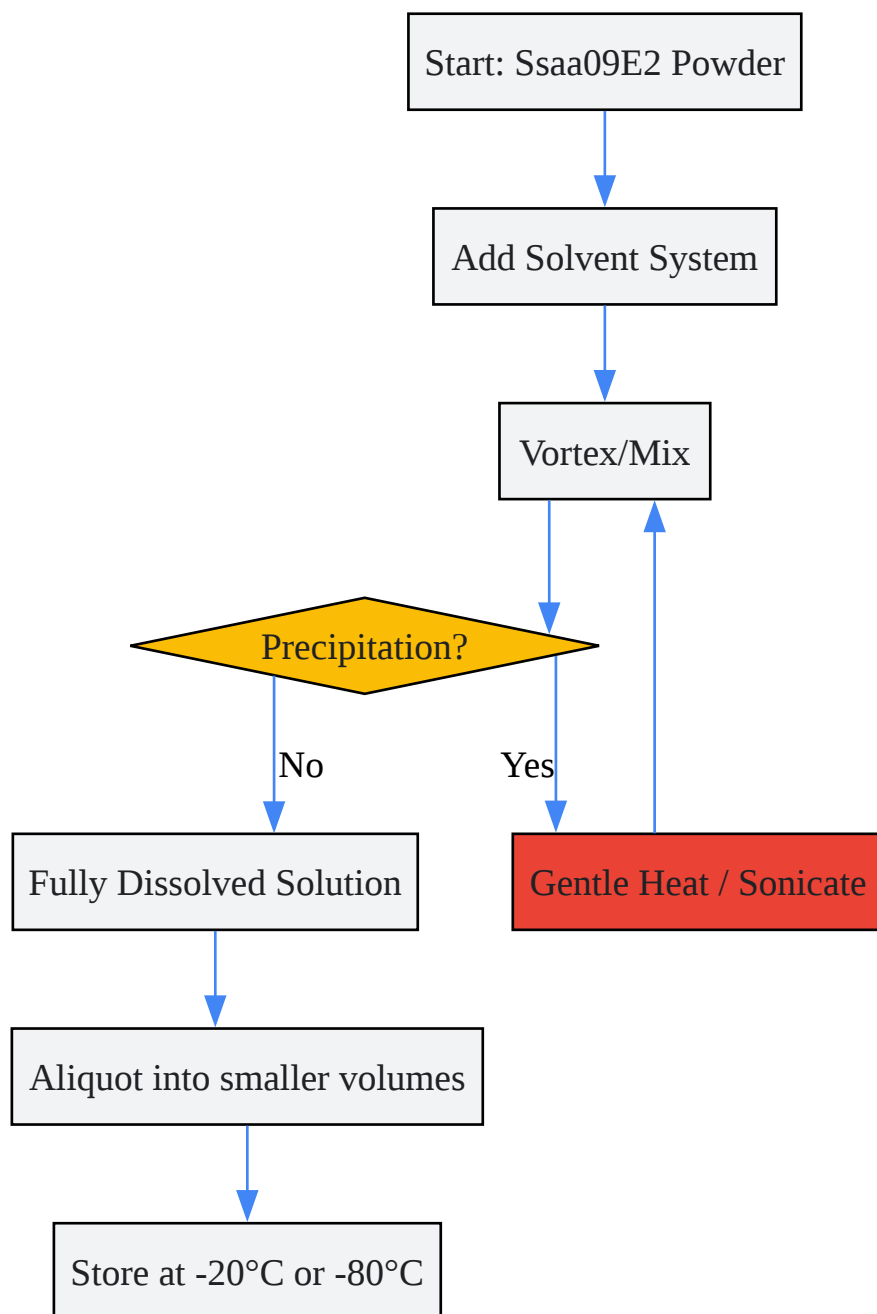 Start: Ssaa09E2 Powder
Add Solvent System
Vortex/Mix
Precipitation?
No
Yes
Fully Dissolved Solution
Gentle Heat / Sonicate
Aliquot into smaller volumes
Store at -20°C or -80°C